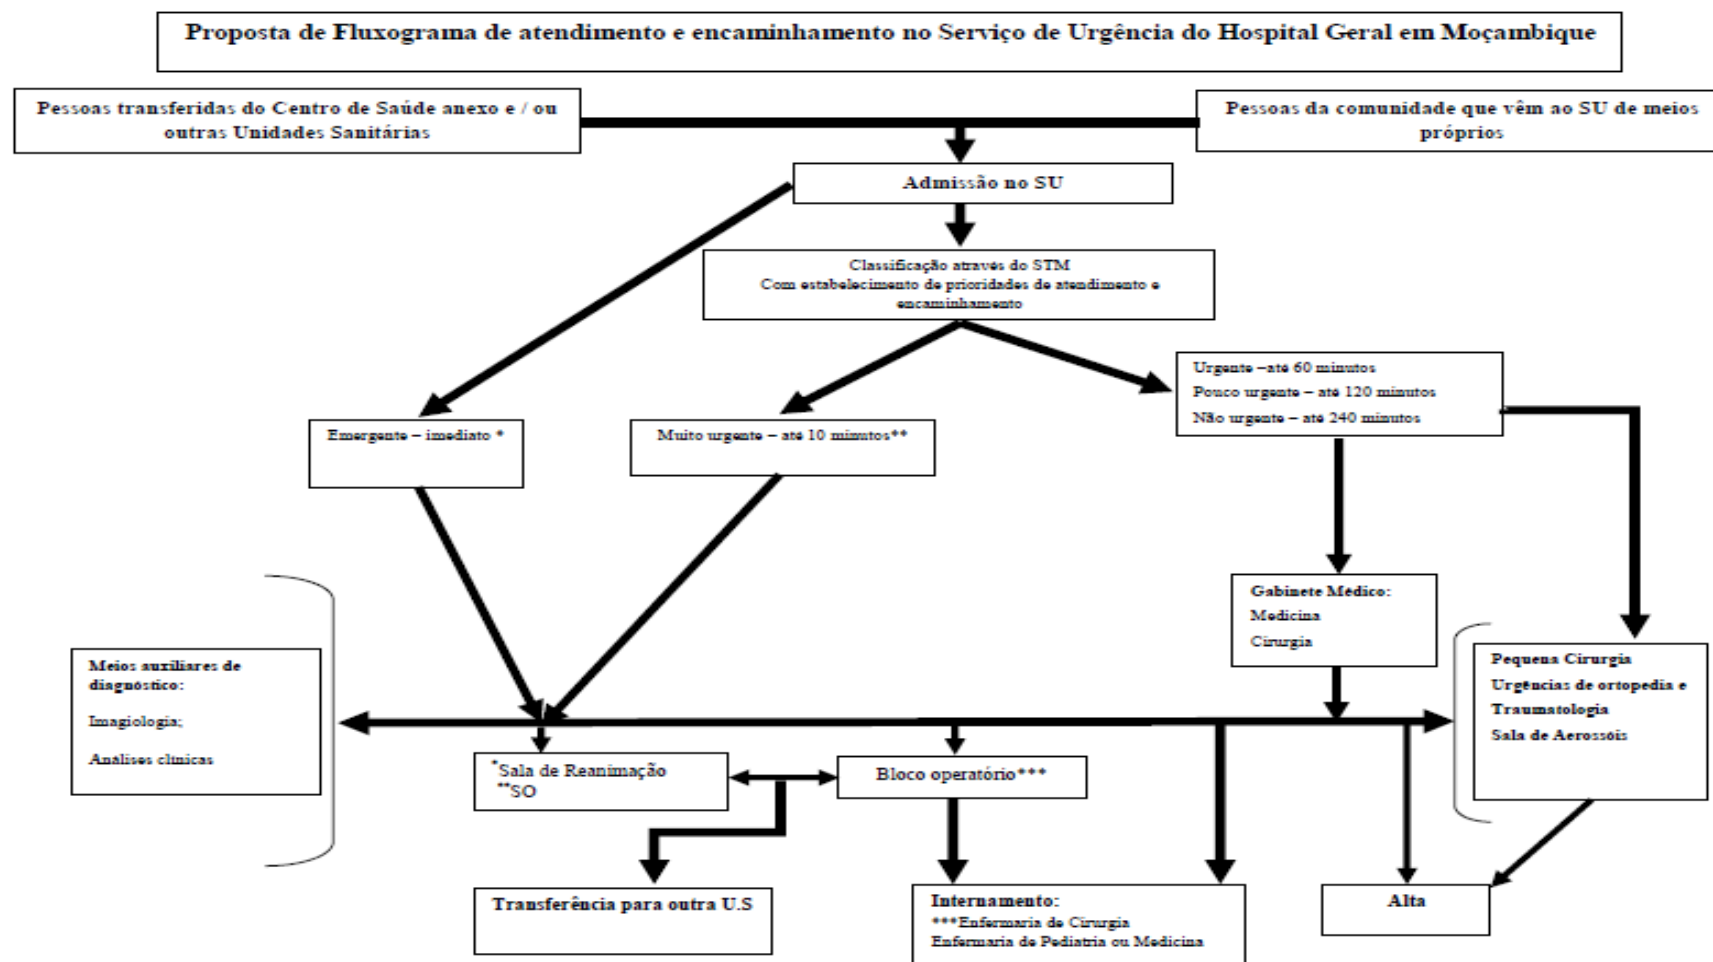 Proposta de Fluxograma de atendimento e encaminhamento no Serviço de Urgência do Hospital Geral em Moçambique
Pessoas transferidas do Centro de Saúde anexo e / ou
outras Unidades Sanitárias
Pessoas da comunidade que vêm ao SU de meios
próprios
Admissão no SU
Classificação através do STM
Com estabelecimento de prioridades de atendimento e
encaminhamento
Urgente –até 60 minutos
Pouco urgente – até 120 minutos
Não urgente – até 240 minutos
Emergente – imediato *
Muito urgente – até 10 minutos**
Gabinete Médico:
Medicina
Cirurgia
Meios auxiliares de
diagnóstico:
Imagiologia;
Análises clínicas
Pequena Cirurgia
Urgências de ortopedia e
Traumatologia
Sala de Aerossóis
*Sala de Reanimação
**SO
Bloco operatório***
Transferência para outra U.S
Internamento:
***Enfermaria de Cirurgia
Enfermaria de Pediatria ou Medicina
Alta